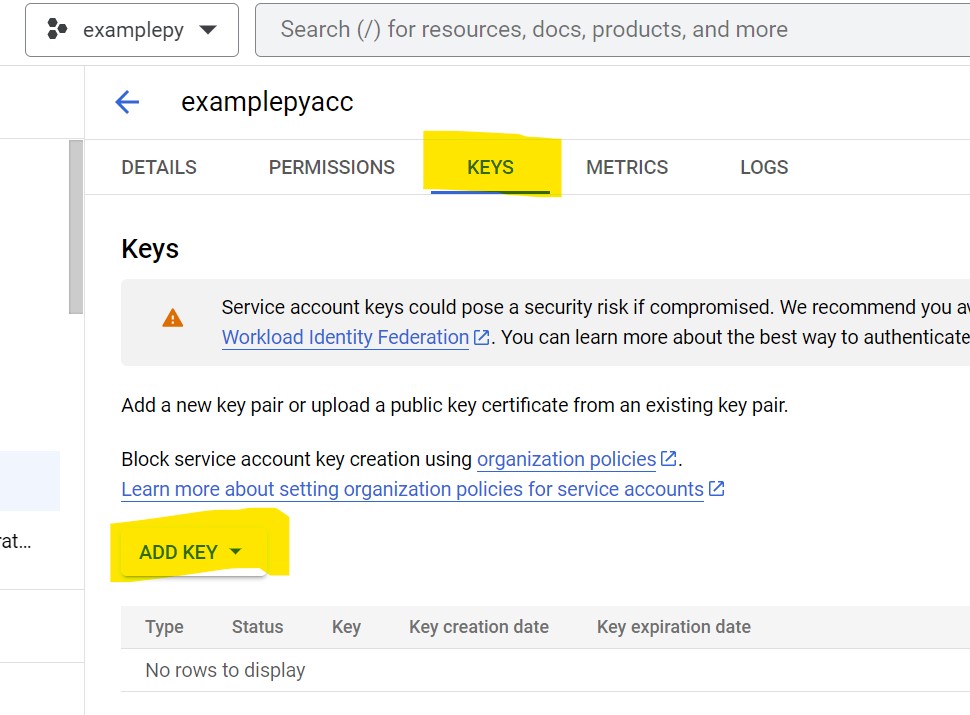 examplepy
Search (/) for resources, docs, products, and more
examplepyacc
DETAILS PERMISSIONS KEYS METRICS LOGS
Keys
Service account keys could pose a security risk if compromised. We recommend you
Workload Identity Federation. You can learn more about the best way to authenticate
Add a new key pair or upload a public key certificate from an existing key pair.
Block service account key creation using organization policies.
Learn more about setting organization policies for service accounts
rat...
ADD KEY
Type Status Key Key creation date Key expiration date
No rows to display